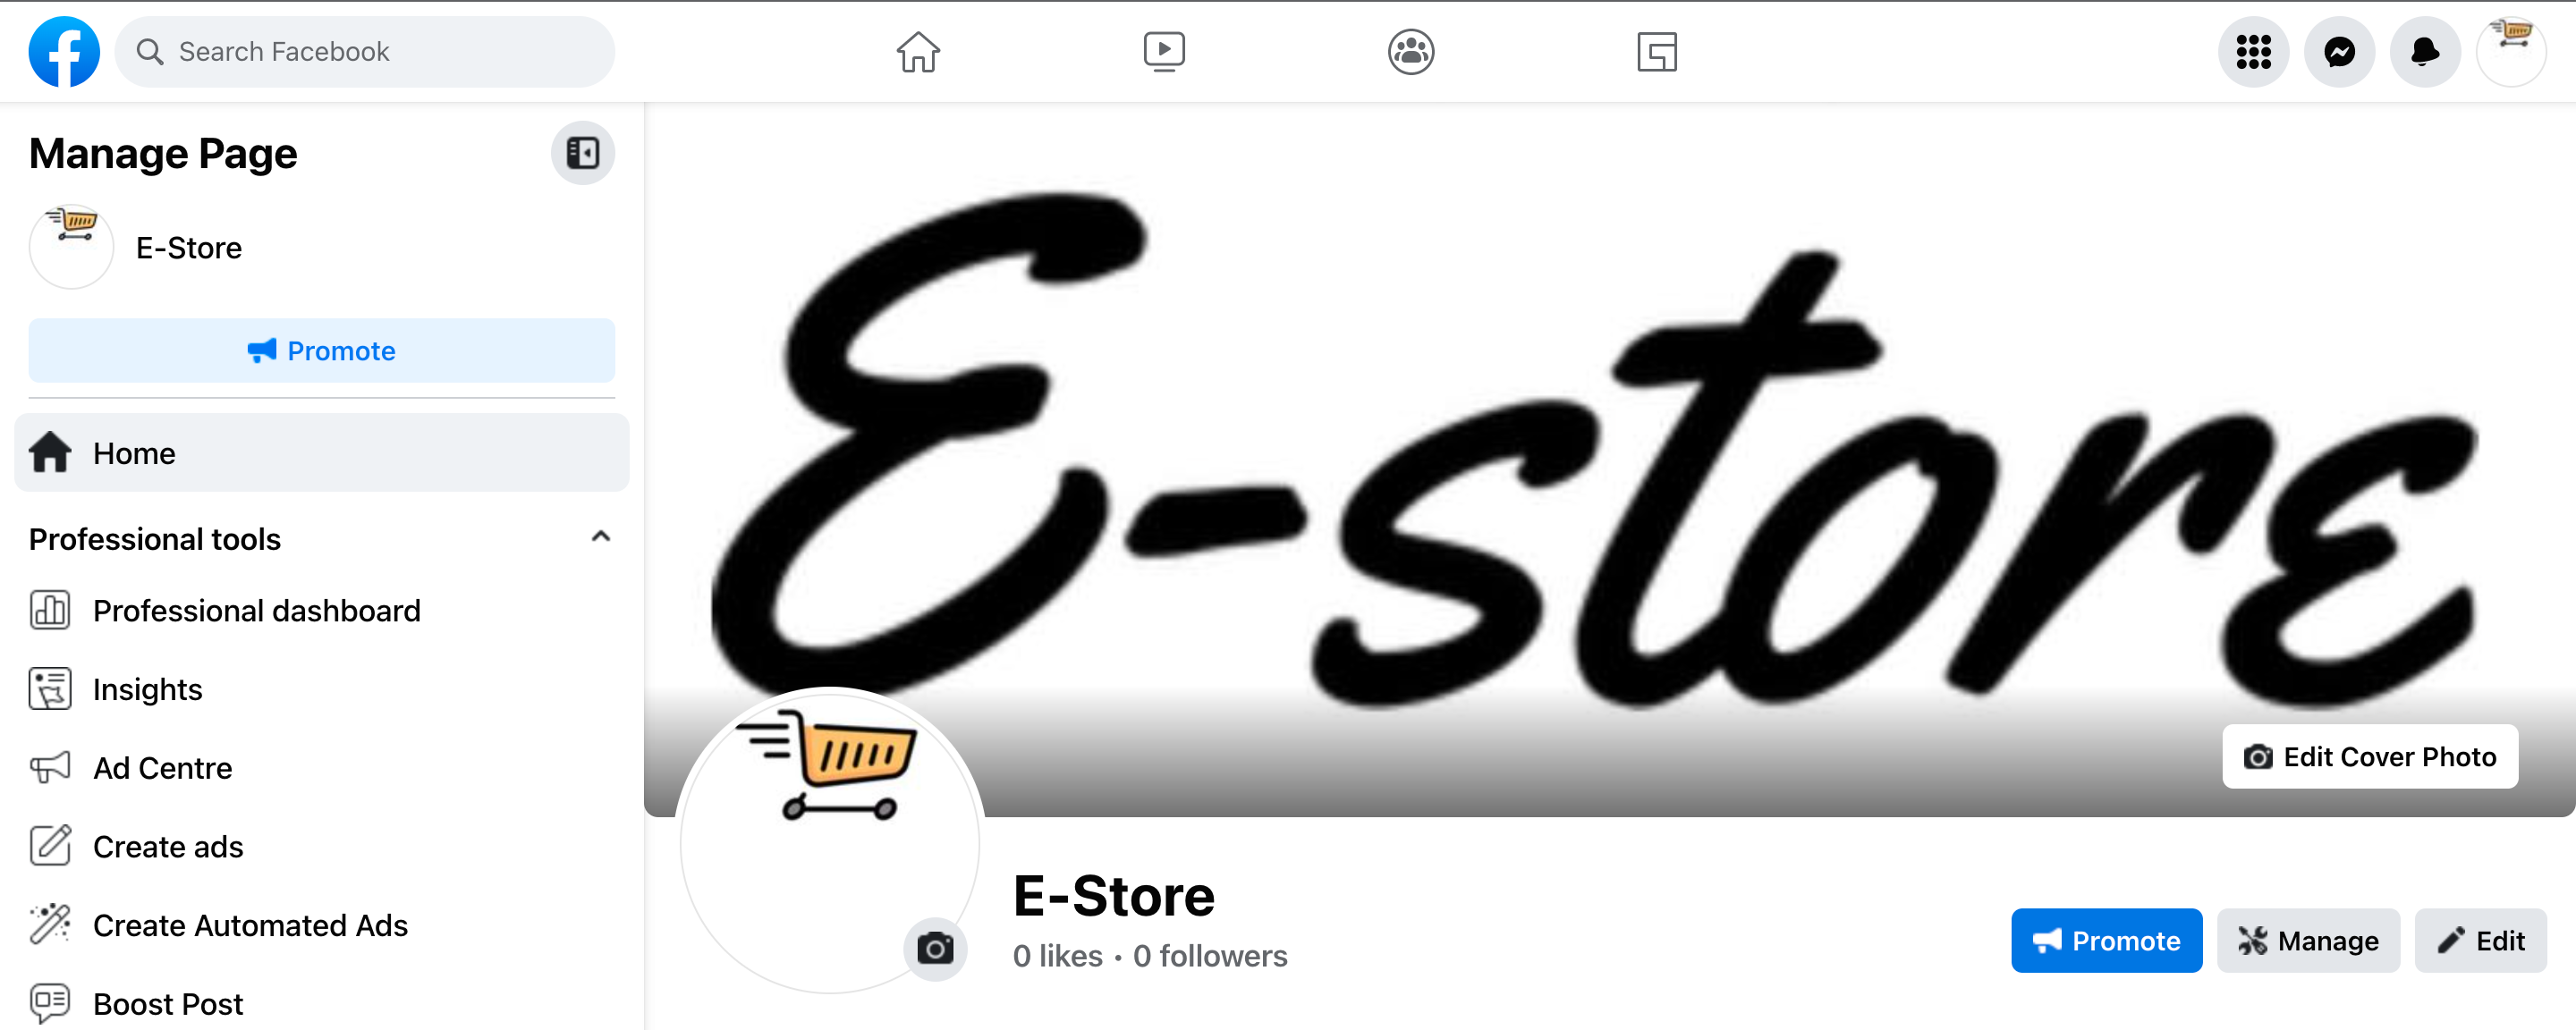 Search Facebook
Manage Page
E-Store
Promote
Home
Professional tools
Professional dashboard
Insights
Ad Centre
Create ads
Create Automated Ads
Boost Post
E-store
Edit Cover Photo
E-Store
0 likes • 0 followers
Promote
Manage
Edit